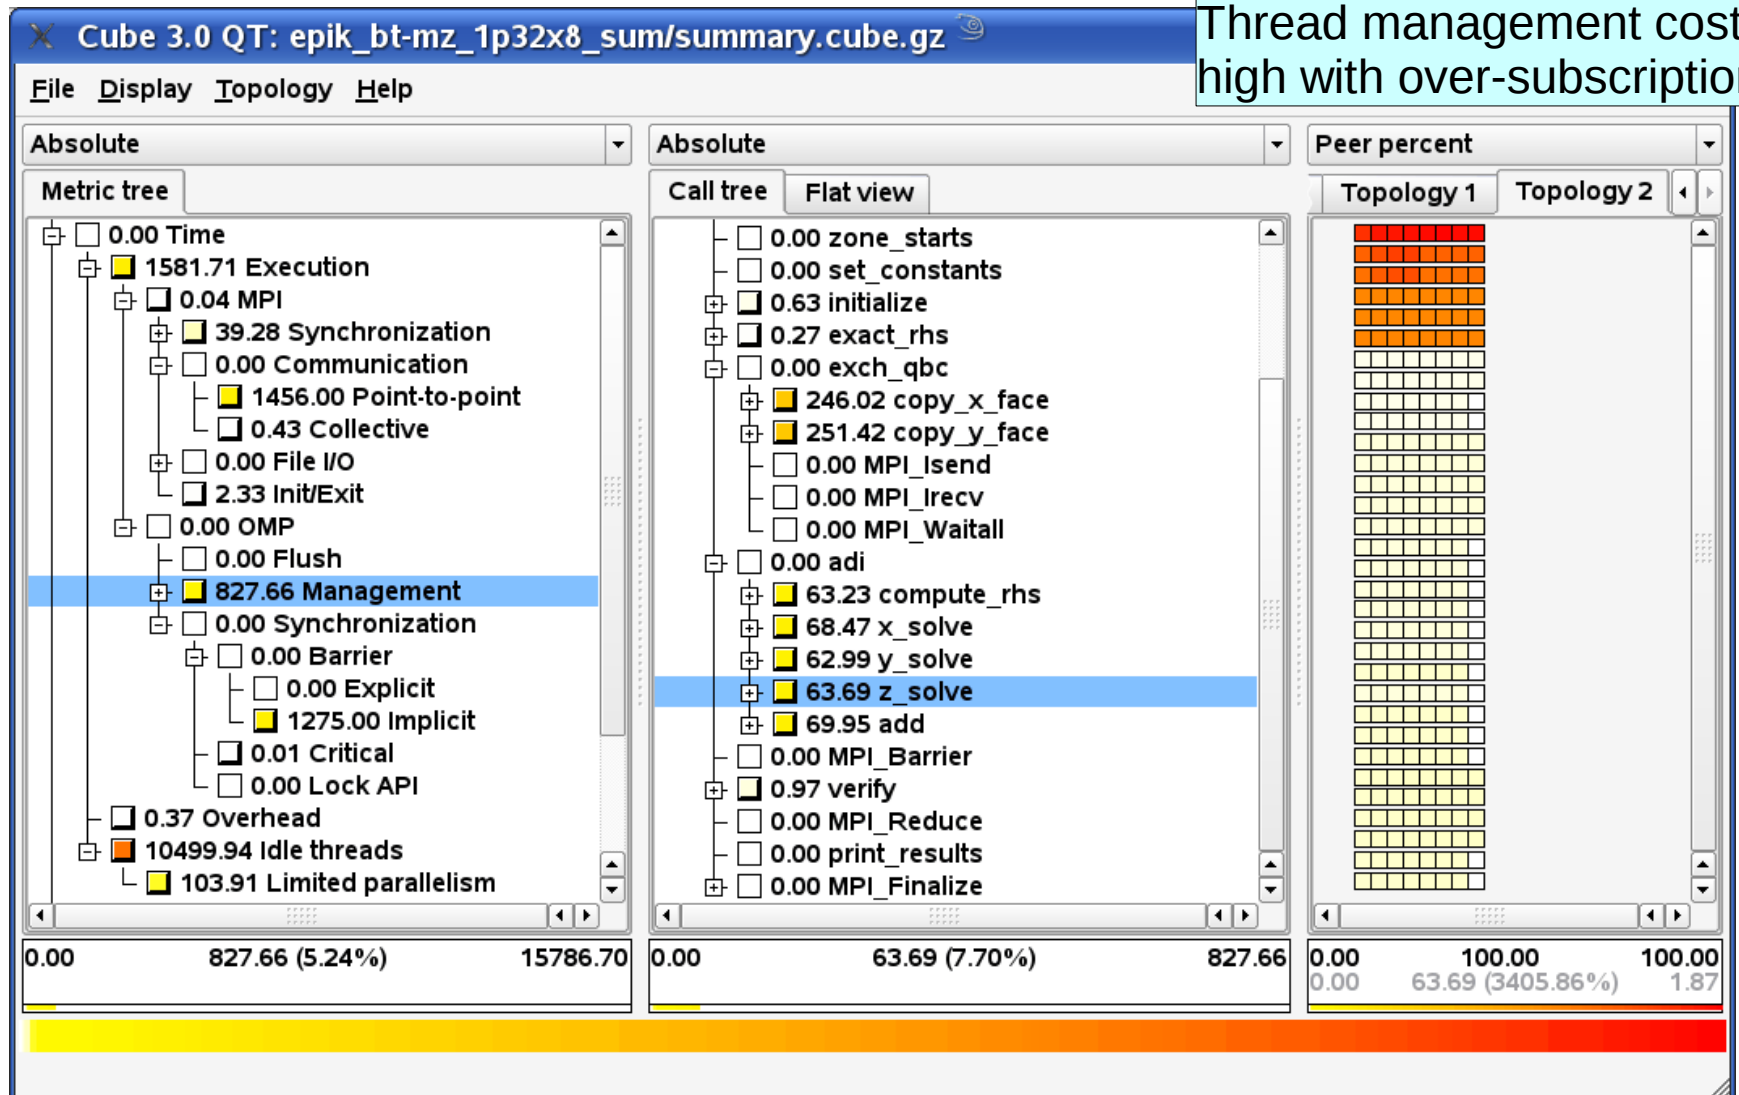 Cube 3.0 QT: epik_bt-mz_1p32x8_sum/summary.cube.gz
Thread management cost
high with over-subscription
File Display Topology Help
Absolute
Metric tree
0.00 Time
1581.71 Execution
0.04 MPI
39.28 Synchronization
0.00 Communication
1456.00 Point-to-point
0.43 Collective
0.00 File I/O
2.33 Init/Exit
0.00 OMP
0.00 Flush
827.66 Management
0.00 Synchronization
0.00 Barrier
0.00 Explicit
1275.00 Implicit
0.01 Critical
0.00 Lock API
0.37 Overhead
10499.94 Idle threads
103.91 Limited parallelism
0.00 827.66 (5.24%) 15786.70
Absolute
Call tree Flat view
0.00 zone_starts
0.00 set_constants
0.63 initialize
0.27 exact_rhs
0.00 exch_qbc
246.02 copy_x_face
251.42 copy_y_face
0.00 MPI_Isend
0.00 MPI_Irecv
0.00 MPI_Waitall
0.00 adi
63.23 compute_rhs
68.47 x_solve
62.99 y_solve
63.69 z_solve
69.95 add
0.00 MPI_Barrier
0.97 verify
0.00 MPI_Reduce
0.00 print_results
0.00 MPI_Finalize
0.00 63.69 (7.70%) 827.66
Peer percent
Topology 1 Topology 2
0.00 100.00 100.00
0.00 63.69 (3405.86%) 1.87